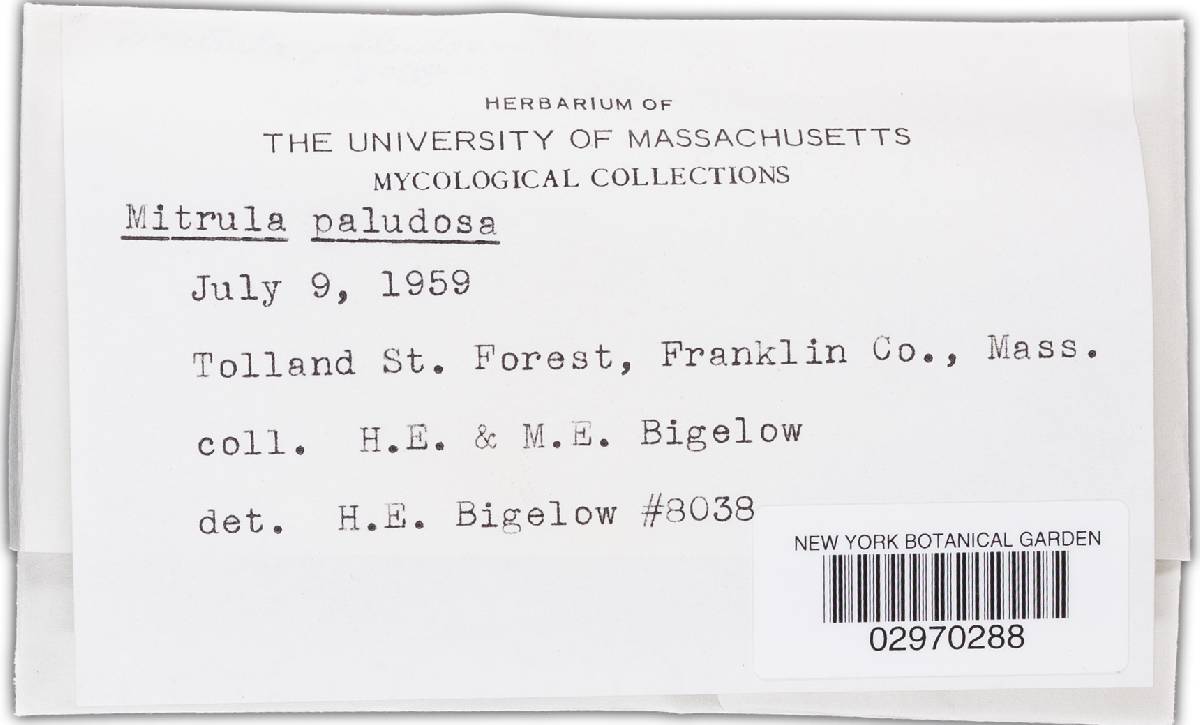 HERBARIUM OF
THE UNIVERSITY OF MASSACHUSETTS
MYCOLOGICAL COLLECTIONS
Mitrula paludosa
July 9, 1959
Tolland St. Forest, Franklin Co., Mass.
coll. H.E. & M.E. Bigelow
det. H.E. Bigelow #8038
NEW YORK BOTANICAL GARDEN
02970288